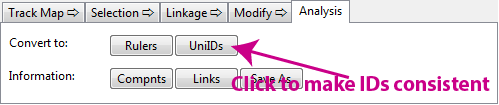 Track Map Selection Linkage Modify Analysis
Convert to: Rulers UniIDs
Information: Compnts Links Save As
Click to make IDs consistent